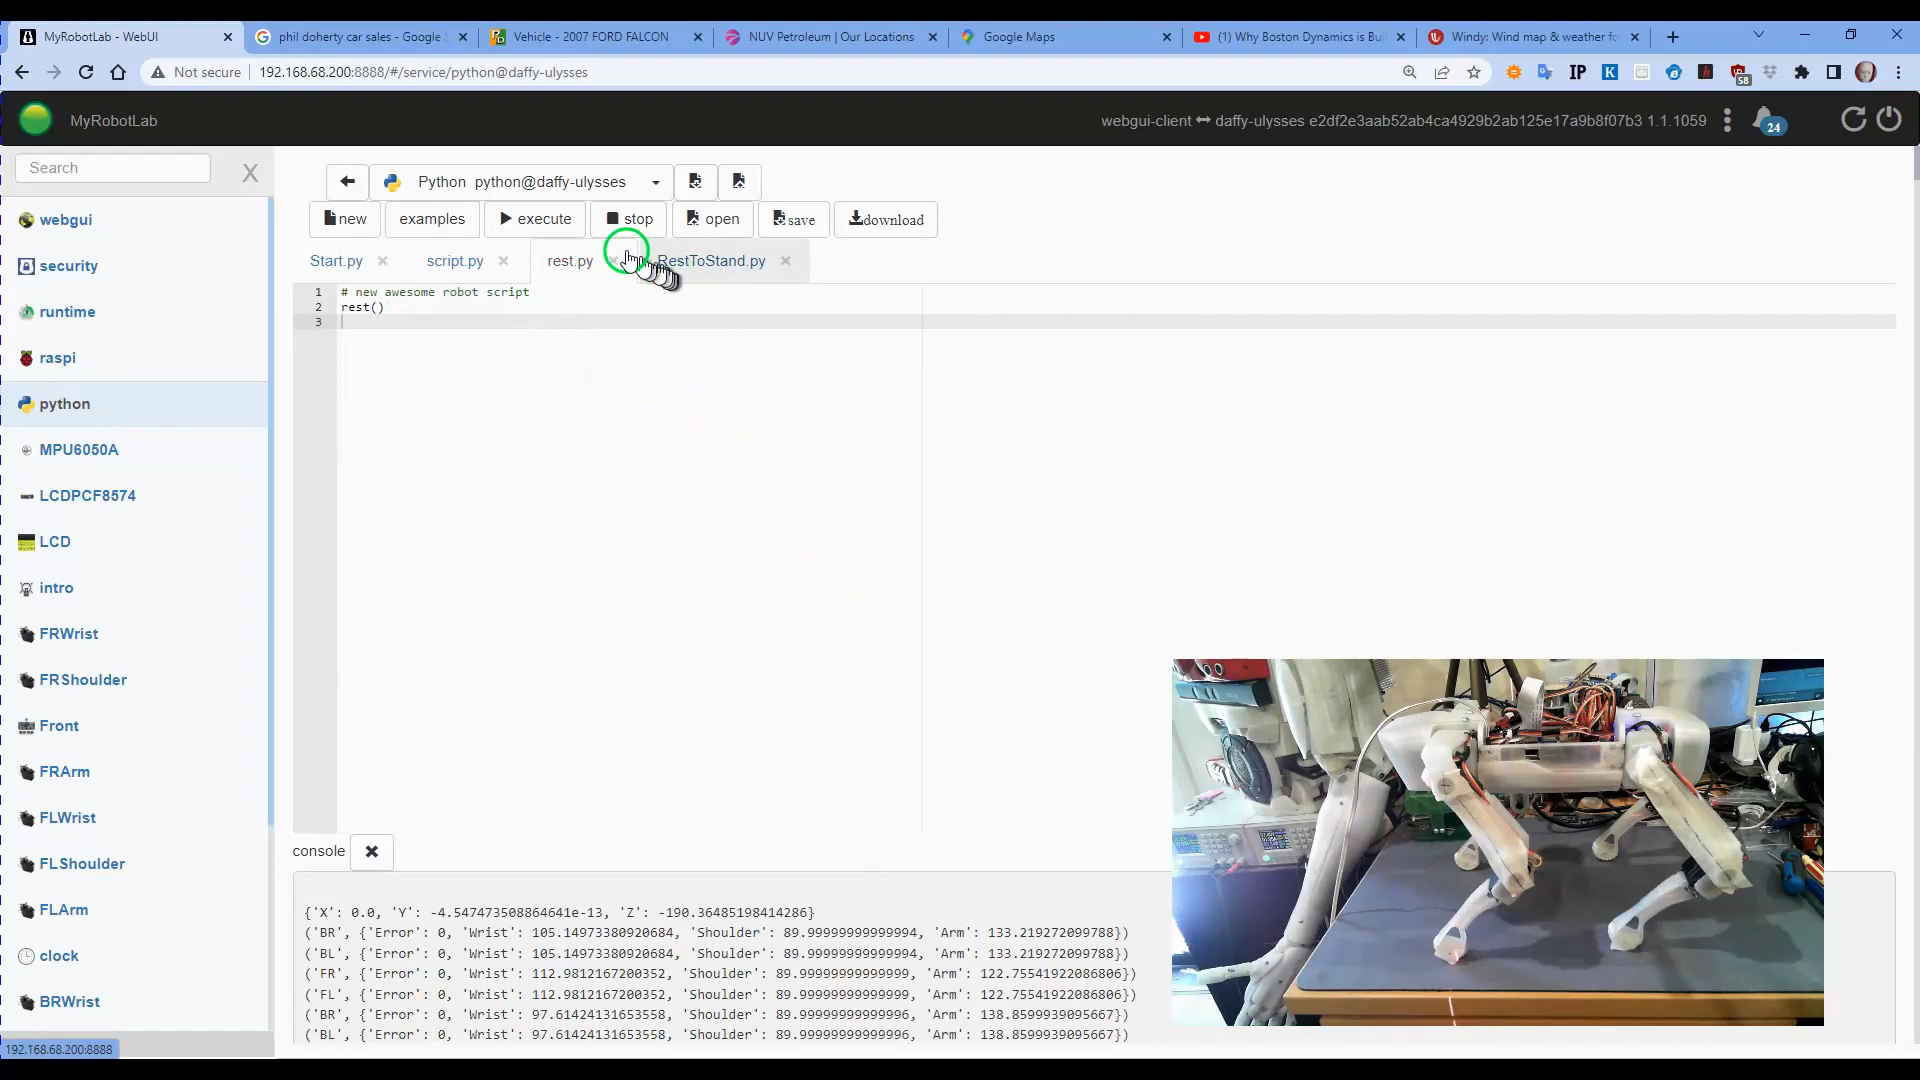 MyRobotLab - WebUI
phil doherty car sales - Google S
Vehicle - 2007 FORD FALCON
NUV Petroleum | Our Locations
Google Maps
(1) Why Boston Dynamics is Buil
Windy: Wind map & weather fo
Not secure
192.168.68.200:8888/#/service/python@daffy-ulysses
IP
K
58
MyRobotLab
webgui-client ⬌ daffy-ulysses e2df2e3aab52ab4ca4929b2ab125e17a9b8f07b3 1.1.1059
24
Search
X
Python python@daffy-ulysses
new
examples
execute
stop
open
save
download
Start.py
script.py
rest.py
RestToStand.py
1 # new awesome robot script
2 rest()
3
webgui
security
runtime
raspi
python
MPU6050A
LCDPCF8574
LCD
intro
FRWrist
FRShoulder
Front
FRArm
FLWrist
FLShoulder
FLArm
clock
BRWrist
192.168.68.200:8888
console
{'X': 0.0, 'Y': -4.547473508864641e-13, 'Z': -190.36485198414286}
('BR', {'Error': 0, 'Wrist': 105.14973380920684, 'Shoulder': 89.99999999999994, 'Arm': 133.219272099788})
('BL', {'Error': 0, 'Wrist': 105.14973380920684, 'Shoulder': 89.99999999999994, 'Arm': 133.219272099788})
('FR', {'Error': 0, 'Wrist': 112.9812167200352, 'Shoulder': 89.99999999999999, 'Arm': 122.75541922086806})
('FL', {'Error': 0, 'Wrist': 112.9812167200352, 'Shoulder': 89.99999999999999, 'Arm': 122.75541922086806})
('BR', {'Error': 0, 'Wrist': 97.61424131653558, 'Shoulder': 89.99999999999996, 'Arm': 138.8599939095667})
('BL', {'Error': 0, 'Wrist': 97.61424131653558, 'Shoulder': 89.99999999999996, 'Arm': 138.8599939095667})